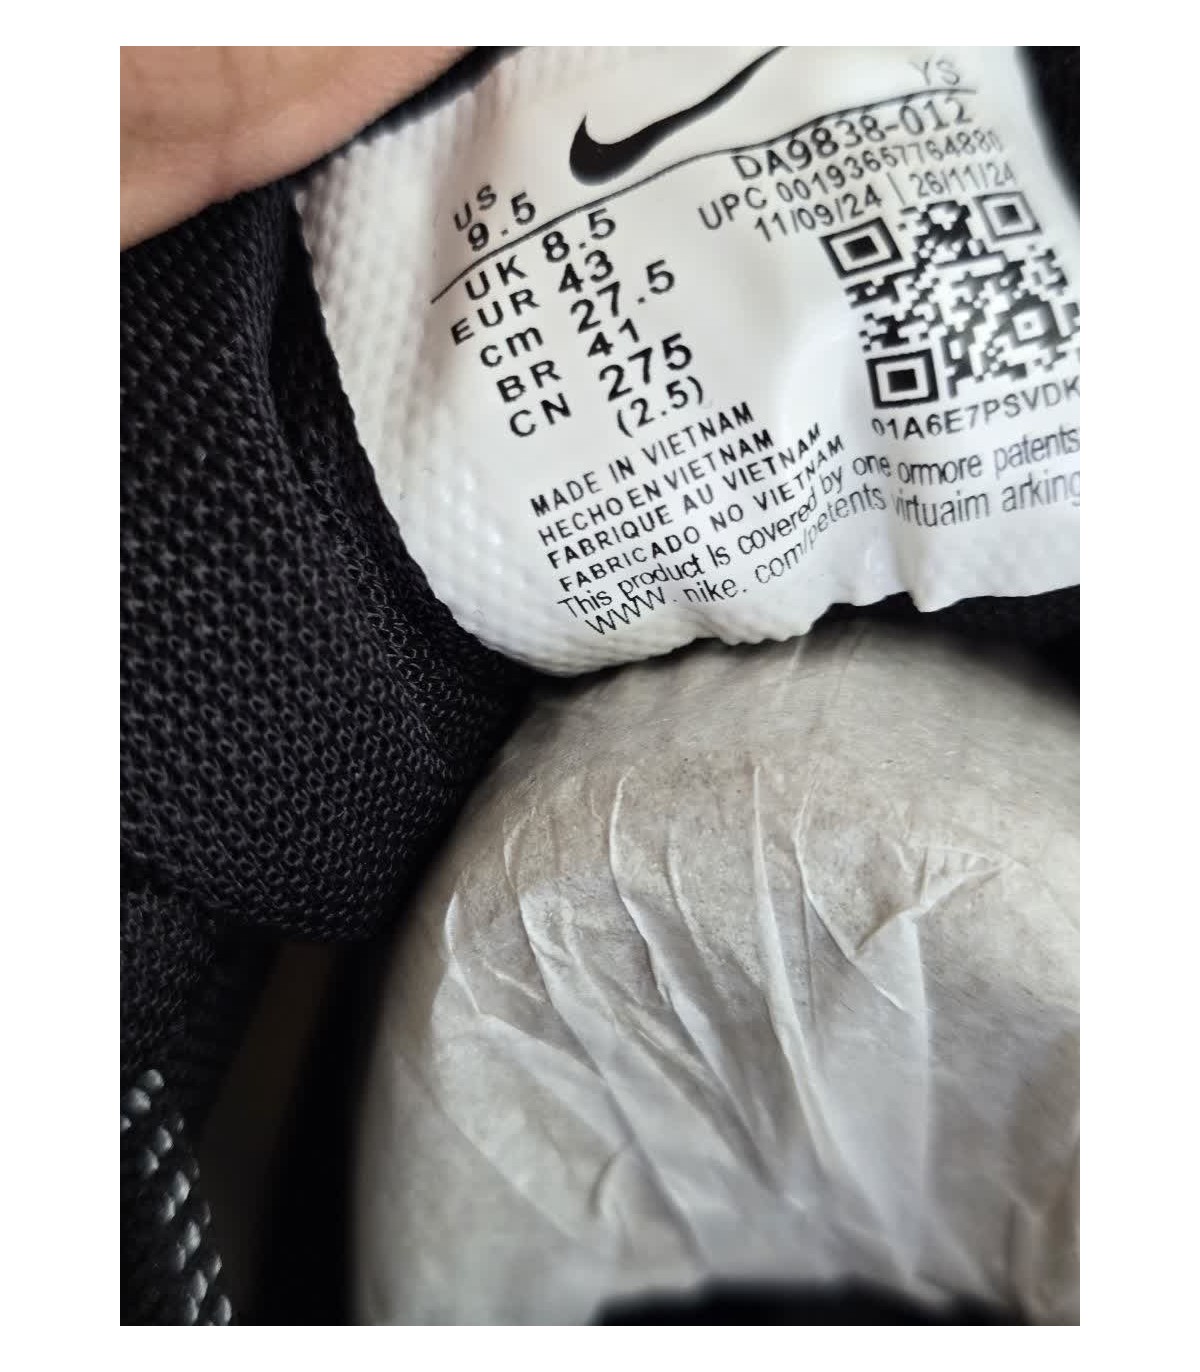 YS
DA9838-012
UPC 00193657764880
11/09/24 | 26/11/24
US
9.5
UK 8.5
EUR 43
cm 27.5
BR 41
CN 275
(2.5)
01A6E7PSVDK
MADE IN VIETNAM
HECHO EN VIETNAM
FABRIQUE AU VIETNAM
FABRICADO NO VIETNAM
This product Is covered by one ormore patents
WWW.nike.com/petents virtuaim arking